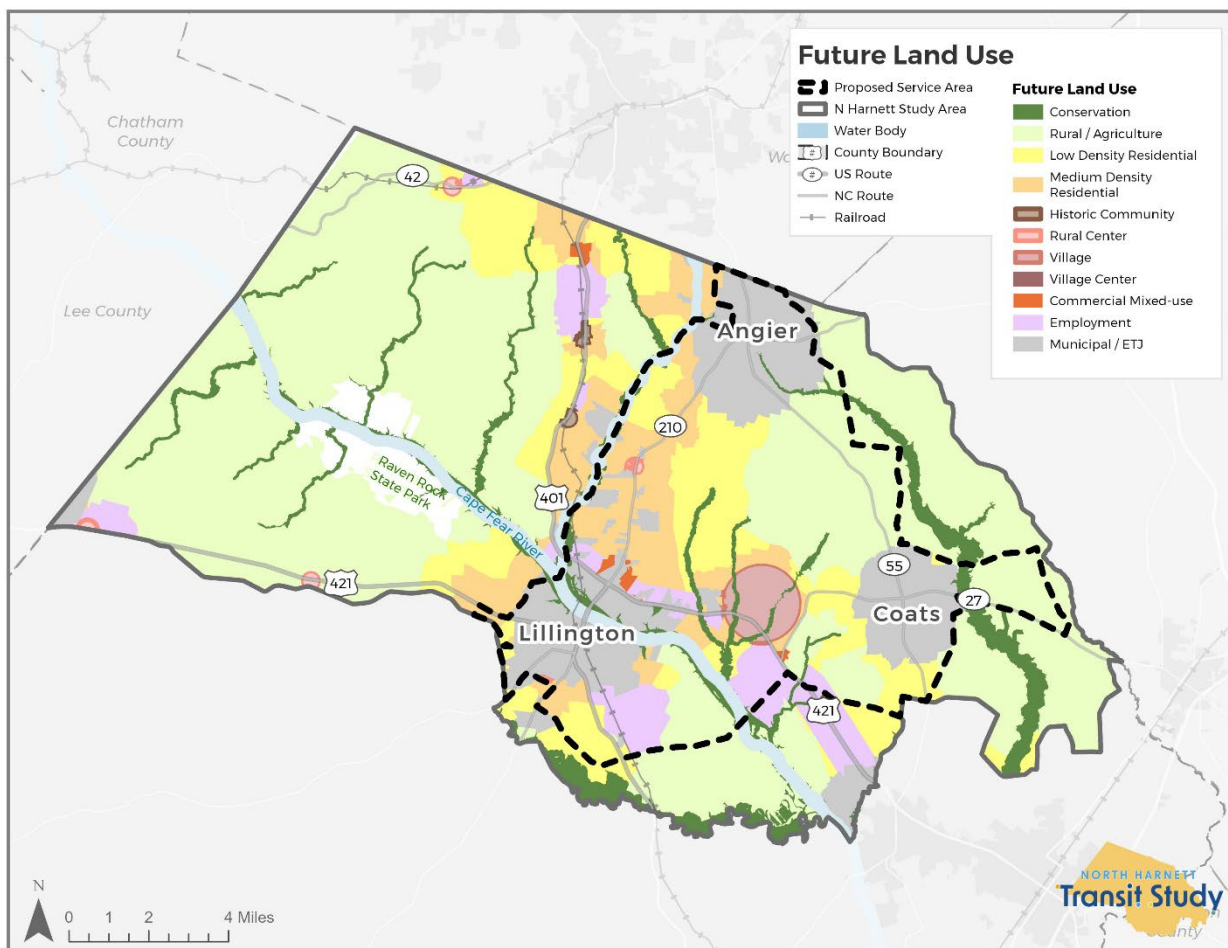 Future Land Use
Proposed Service Area
N Harnett Study Area
Water Body
# County Boundary
# US Route
NC Route
Railroad
Future Land Use
Conservation
Rural / Agriculture
Low Density Residential
Medium Density
Residential
Historic Community
Rural Center
Village
Village Center
Commercial Mixed-use
Employment
Municipal / ETJ
Chatham
County
42
Lee County
Angier
210
Raven Rock
State Park
Cape Fear River
401
421
55
27
Lillington
Coats
421
N
0 1 2 4 Miles
NORTH HARNETT
Transit Study
County